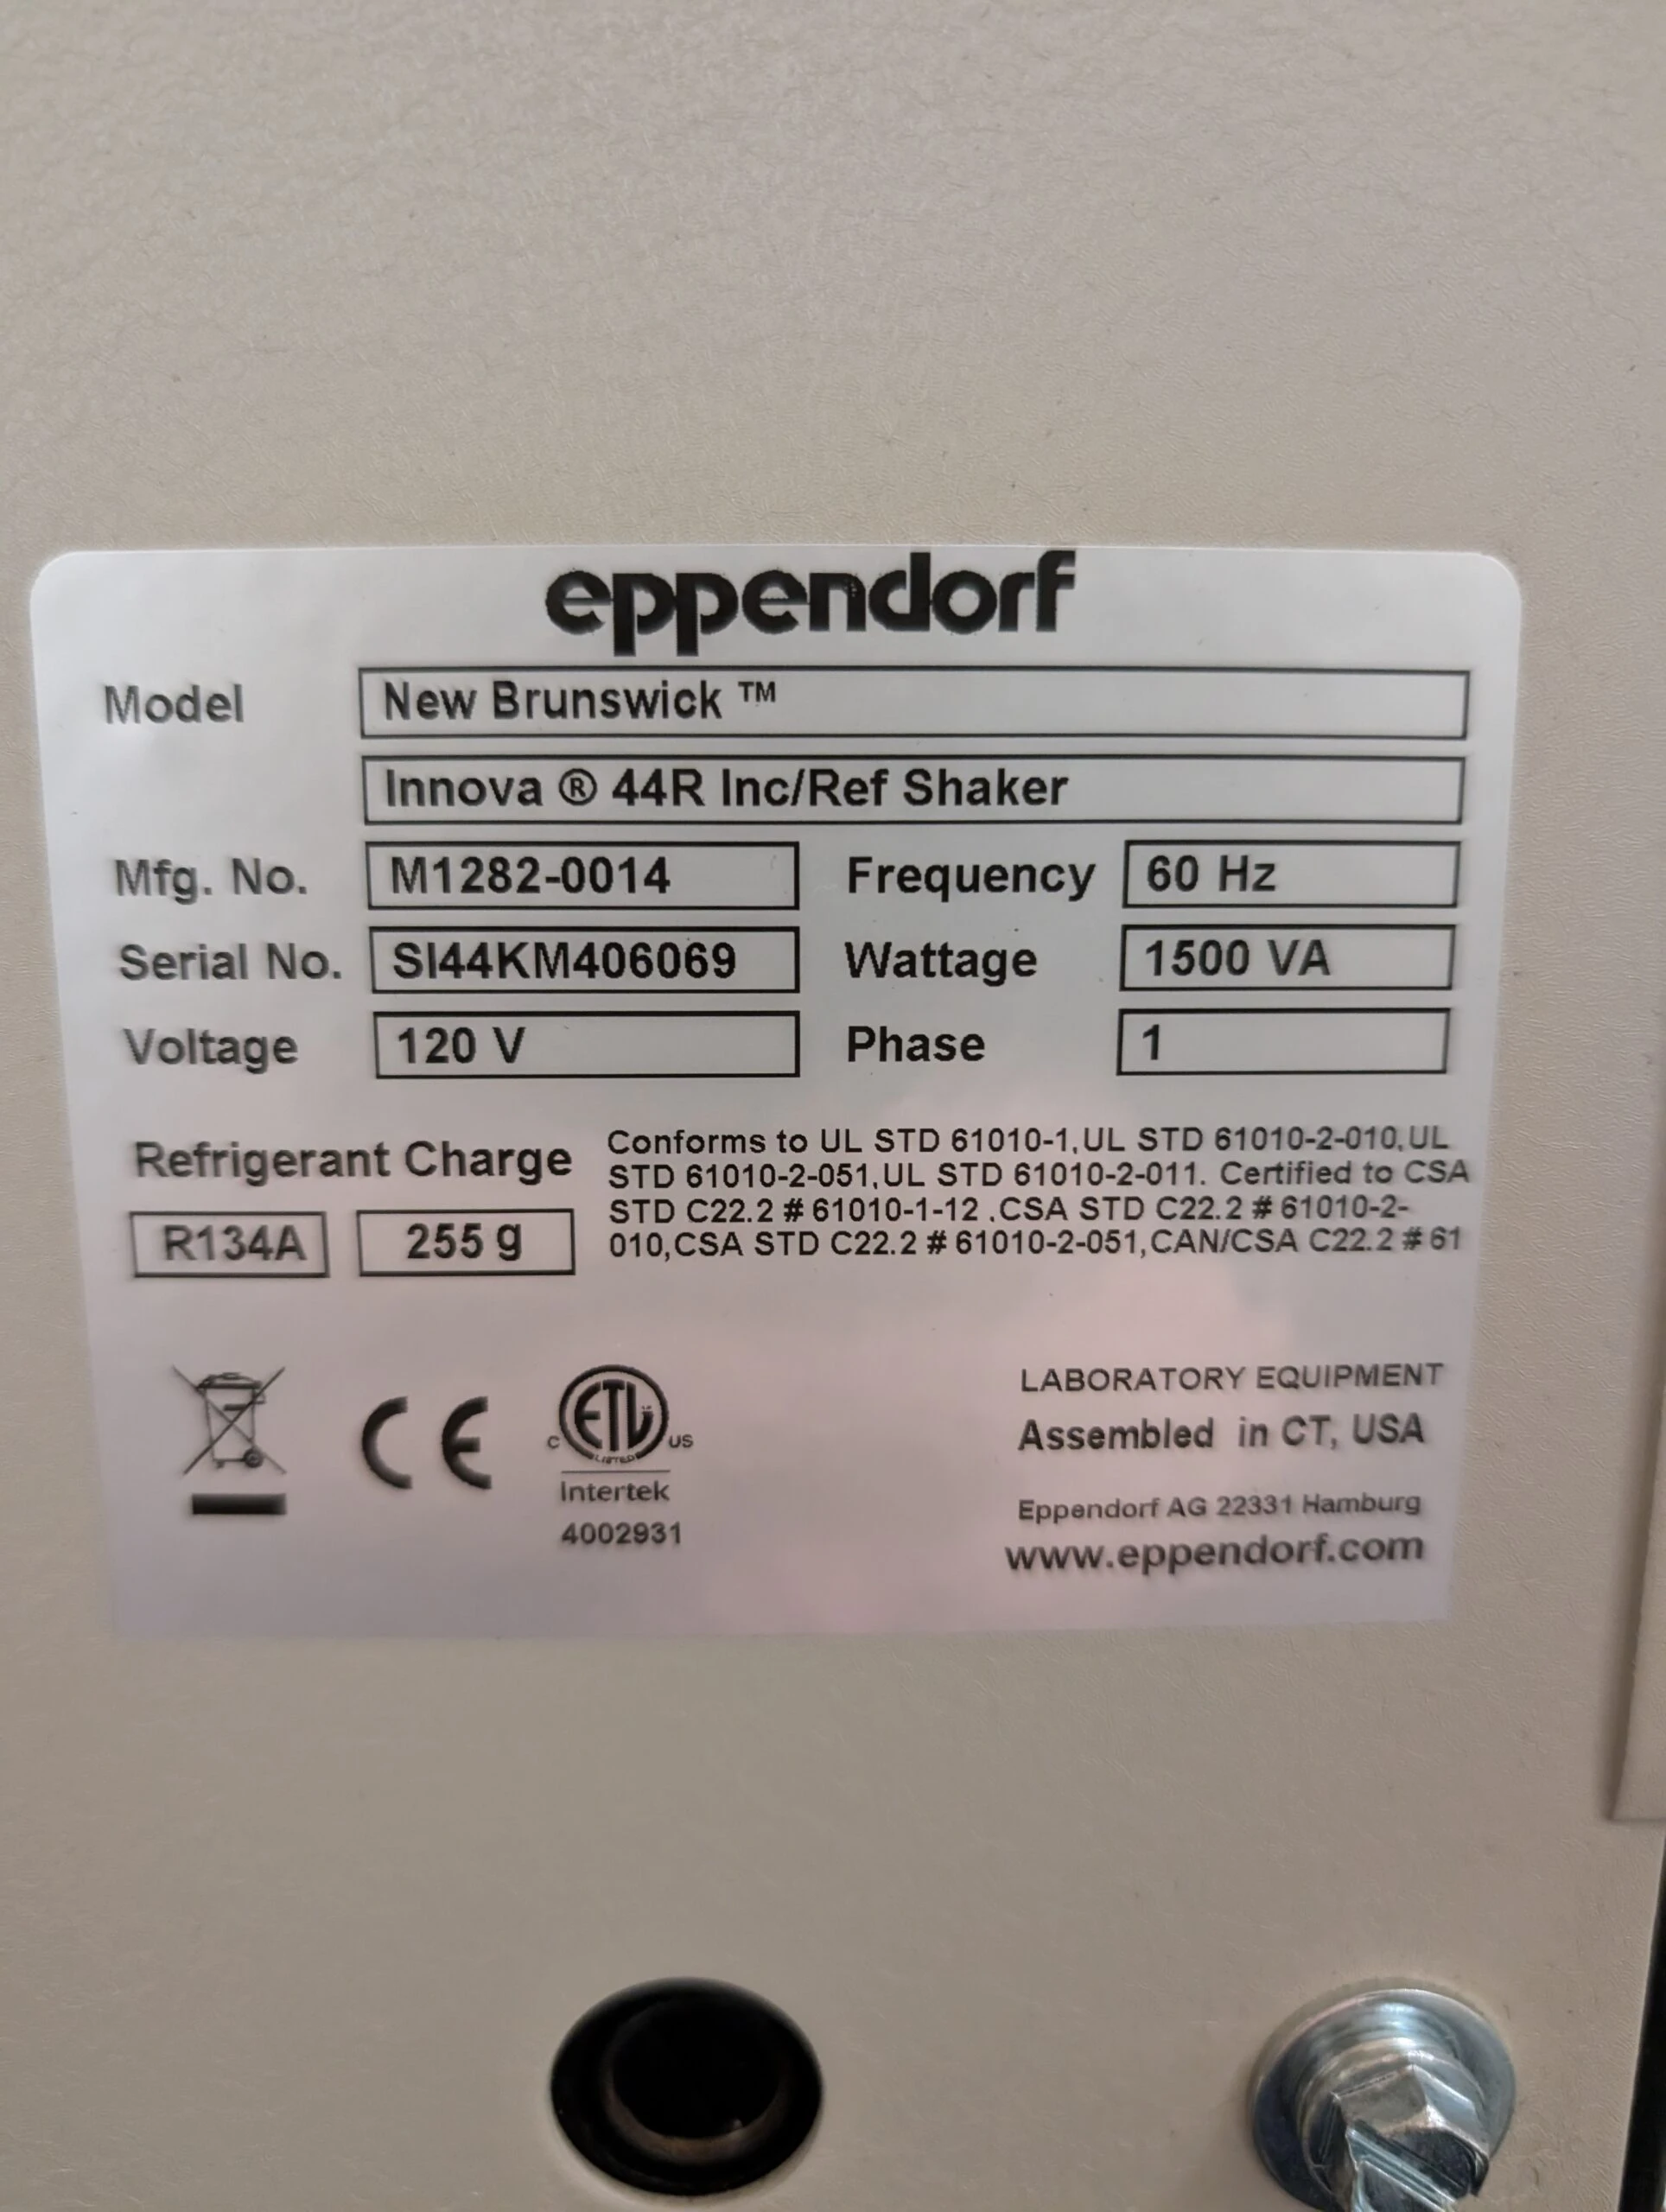 eppendorf
Model New Brunswick ™
Innova ® 44R Inc/Ref Shaker
Mfg. No. M1282-0014 Frequency 60 Hz
Serial No. SI44KM406069 Wattage 1500 VA
Voltage 120 V Phase 1
Refrigerant Charge
R134A 255 g
Conforms to UL STD 61010-1,UL STD 61010-2-010,UL
STD 61010-2-051,UL STD 61010-2-011. Certified to CSA
STD C22.2 # 61010-1-12 .CSA STD C22.2 # 61010-2-
010,CSA STD C22.2 # 61010-2-051,CAN/CSA C22.2 # 61
CE
C ETL US
LISTED
Intertek
4002931
LABORATORY EQUIPMENT
Assembled in CT, USA
Eppendorf AG 22331 Hamburg
www.eppendorf.com